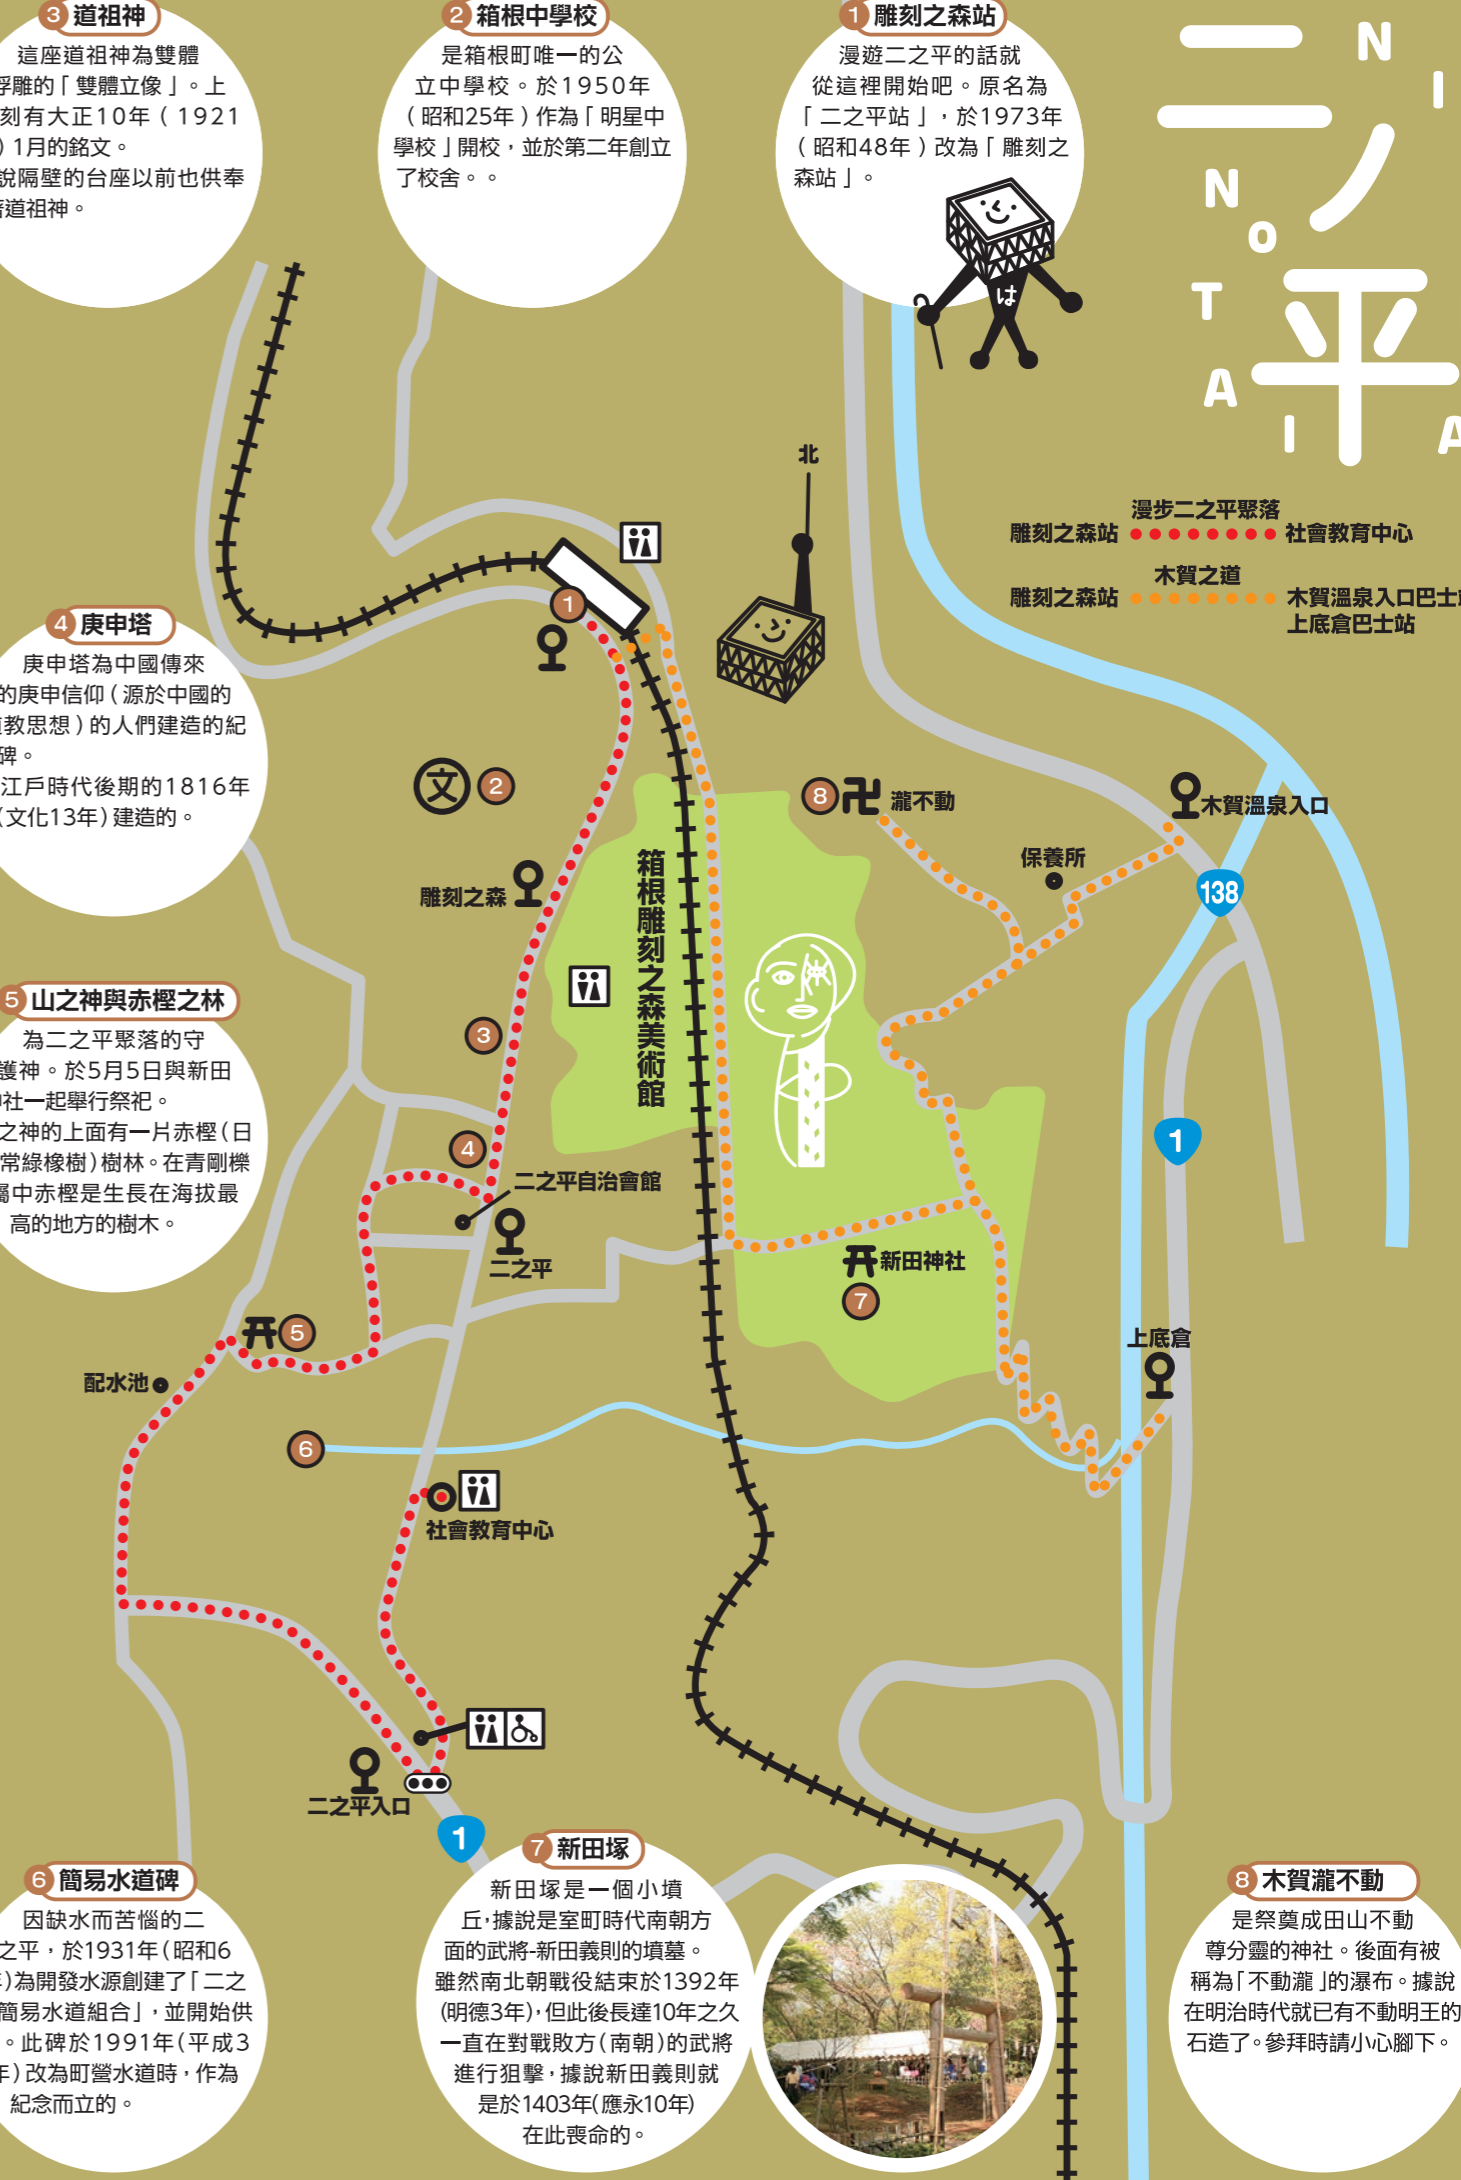 二ノ平
NINOTAIA
3 道祖神
這座道祖神為雙體
浮雕的「雙體立像」。上
刻有大正10年（1921
）1月的銘文。
說隔壁的台座以前也供奉
著道祖神。
2 箱根中學校
是箱根町唯一的公
立中學校。於1950年
（昭和25年）作為「明星中
學校」開校，並於第二年創立
了校舍。。
1 雕刻之森站
漫遊二之平的話就
從這裡開始吧。原名為
「二之平站」，於1973年
（昭和48年）改為「雕刻之
森站」。
は
北
漫步二之平聚落
雕刻之森站 社會教育中心
木賀之道
雕刻之森站 木賀溫泉入口巴士
上底倉巴士站
4 庚申塔
庚申塔為中國傳來
的庚申信仰（源於中國的
道教思想）的人們建造的紀
碑。
江戶時代後期的1816年
（文化13年）建造的。
1
文 2
8 卍 瀧不動
木賀溫泉入口
保養所
138
雕刻之森
箱根雕刻之森美術館
5 山之神與赤樫之林
為二之平聚落的守
護神。於5月5日與新田
神社一起舉行祭祀。
之神的上面有一片赤樫（日
常綠橡樹）樹林。在青剛櫟
屬中赤樫是生長在海拔最
高的地方的樹木。
3
4
1
二之平自治會館
二之平
新田神社
7
5
上底倉
配水池
6
社會教育中心
二之平入口
1
6 簡易水道碑
因缺水而苦惱的二
之平，於1931年（昭和6
年）為開發水源創建了「二之
簡易水道組合」，並開始供
。此碑於1991年（平成3
年）改為町營水道時，作為
紀念而立的。
7 新田塚
新田塚是一個小墳
丘，據說是室町時代南朝方
面的武將-新田義則的墳墓。
雖然南北朝戰役結束於1392年
（明德3年），但此後長達10年之久
一直在對戰敗方（南朝）的武將
進行狙擊，據說新田義則就
是於1403年（應永10年）
在此喪命的。
8 木賀瀧不動
是祭奠成田山不動
尊分靈的神社。後面有被
稱為「不動瀧」的瀑布。據說
在明治時代就已有不動明王的
石造了。參拜時請小心腳下。